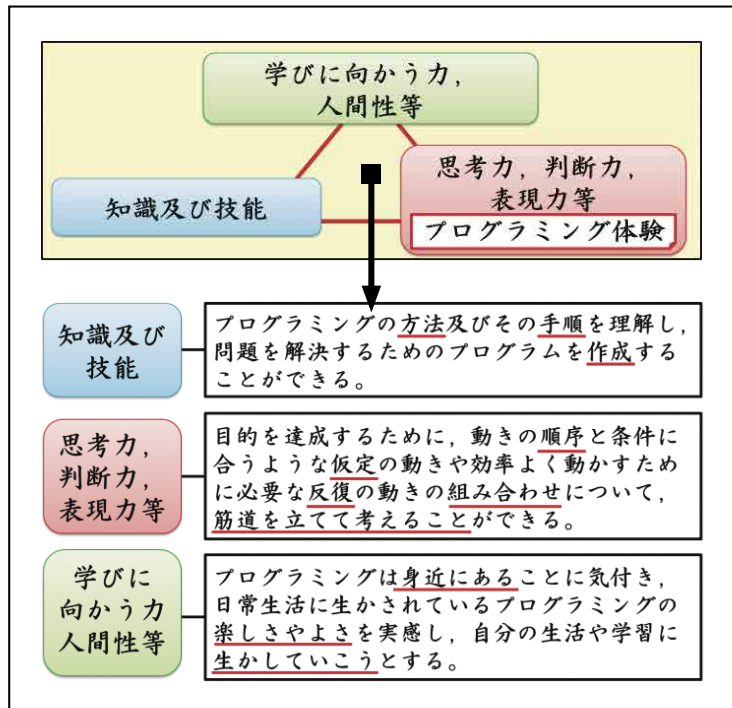 学びに向かう力，
人間性等
知識及び技能
思考力，判断力，
表現力等
プログラミング体験
知識及び
技能
プログラミングの方法及びその手順を理解し，
問題を解決するためのプログラムを作成する
ことができる。
思考力，
判断力，
表現力等
目的を達成するために，動きの順序と条件に
合うような仮定の動きや効率よく動かすため
に必要な反復の動きの組み合わせについて，
筋道を立てて考えることができる。
学びに
向かう力
人間性等
プログラミングは身近にあることに気付き，
日常生活に生かされているプログラミングの
楽しさやよさを実感し，自分の生活や学習に
生かしていこうとする。